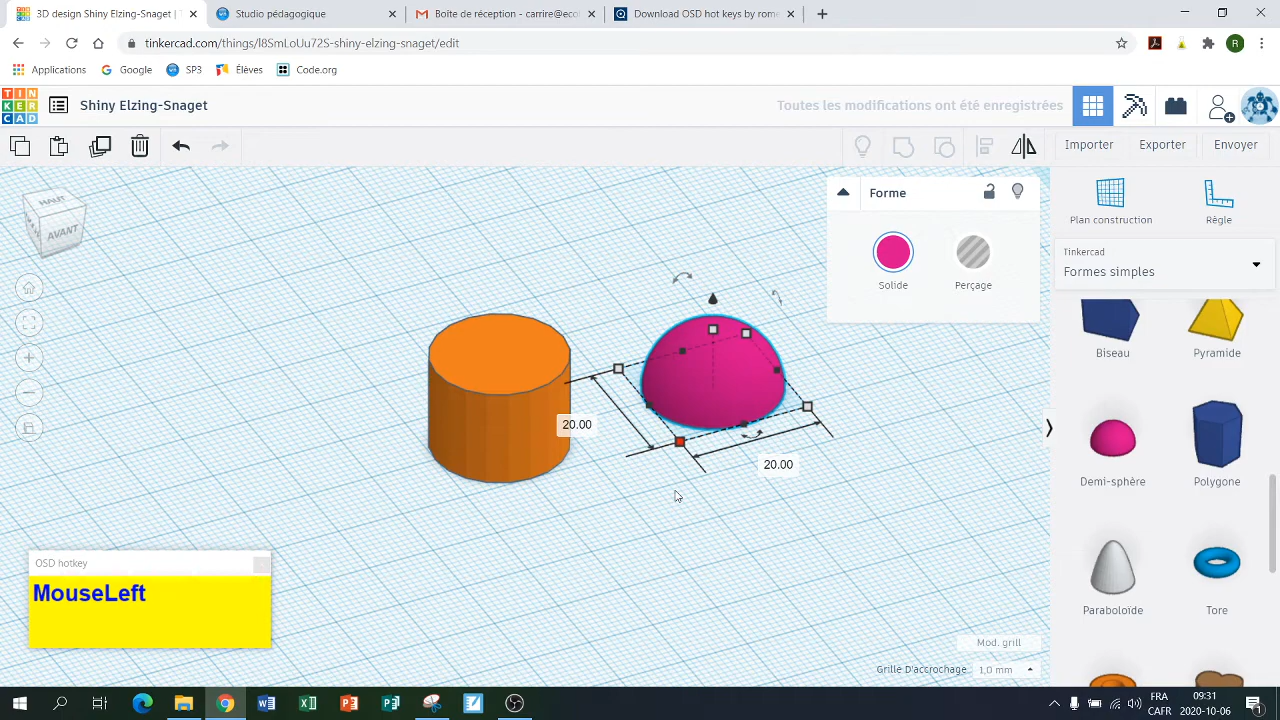 3D design Shiny Elzing-Snaget | T
Studio pédagogique
Boîte de réception - carrire@eco
Download OSD hot keys by rome
tinkercad.com/things/l8SmLoUu72S-shiny-elzing-snaget/edit
R
Applications
Google
SP3
Élèves
Code.org
TIN
KER
CAD
Shiny Elzing-Snaget
Toutes les modifications ont été enregistrées
Importer
Exporter
Envoyer
HAUT
AVANT
Forme
Solide
Perçage
Plan construction
Règle
Tinkercad
Formes simples
Biseau
Pyramide
Demi-sphère
Polygone
Paraboloïde
Tore
20.00
20.00
OSD hotkey
MouseLeft
Mod. grill
Grille D'accrochage
1,0 mm
FRA
CAFR
09:31
2020-10-06
1